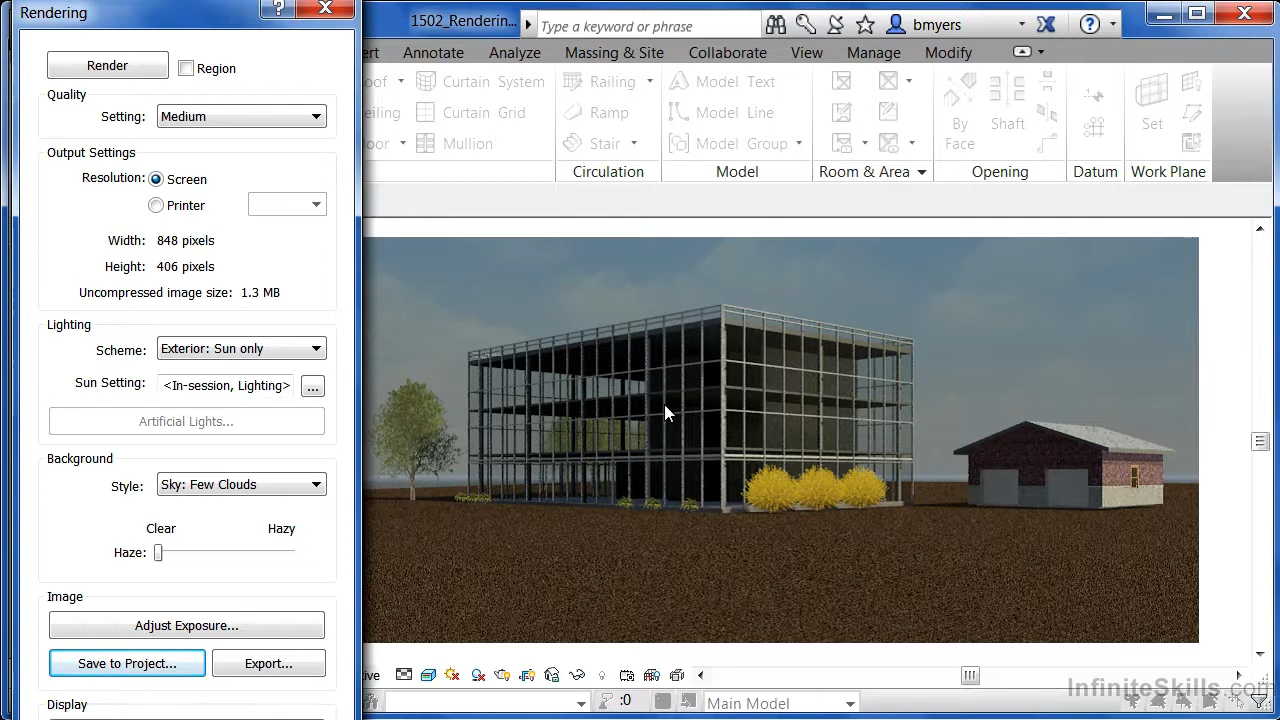 Rendering
1502_Renderin...
Type a keyword or phrase
bmyers
?
Annotate
Analyze
Massing & Site
Collaborate
View
Manage
Modify
Render
Region
Quality
Setting:
Medium
Output Settings
Resolution:
Screen
Printer
Width: 848 pixels
Height: 406 pixels
Uncompressed image size: 1.3 MB
Lighting
Scheme:
Exterior: Sun only
Sun Setting:
<In-session, Lighting>
...
Artificial Lights...
Background
Style:
Sky: Few Clouds
Clear
Hazy
Haze:
Image
Adjust Exposure...
Save to Project...
Export...
Display
Curtain System
Curtain Grid
Mullion
Railing
Ramp
Stair
Circulation
Model Text
Model Line
Model Group
Model
Room & Area
By
Face
Shaft
Opening
Datum
Set
Work Plane
:0
Main Model
InfiniteSkills.com